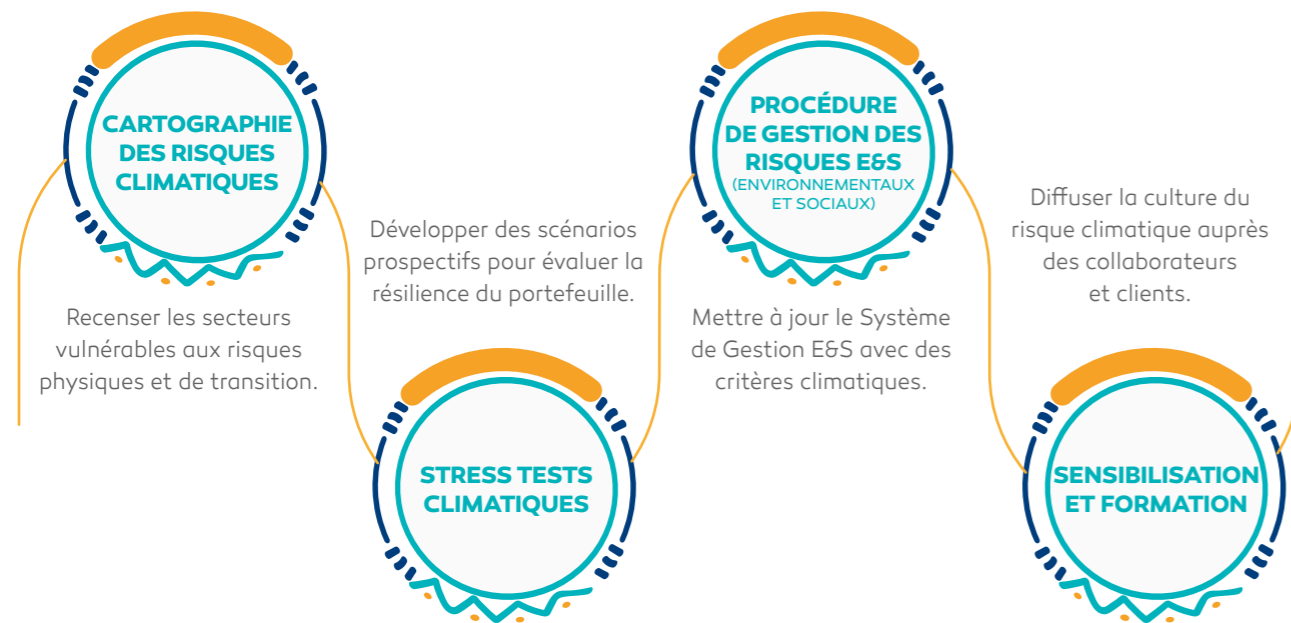 CARTOGRAPHIE
DES RISQUES
CLIMATIQUES
Recenser les secteurs
vulnérables aux risques
physiques et de transition.
Développer des scénarios
prospectifs pour évaluer la
résilience du portefeuille.
STRESS TESTS
CLIMATIQUES
PROCÉDURE
DE GESTION DES
RISQUES E&S
(ENVIRONNEMENTAUX
ET SOCIAUX)
Mettre à jour le Système
de Gestion E&S avec des
critères climatiques.
Diffuser la culture du
risque climatique auprès
des collaborateurs
et clients.
SENSIBILISATION
ET FORMATION